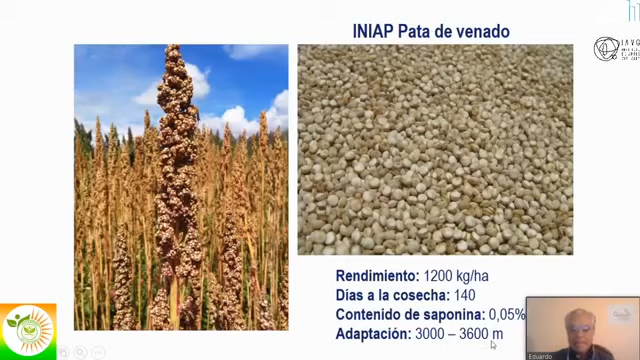 INIAP Pata de venado
Rendimiento: 1200 kg/ha
Días a la cosecha: 140
Contenido de saponina: 0,05%
Adaptación: 3000 – 3600 m
Eduardo